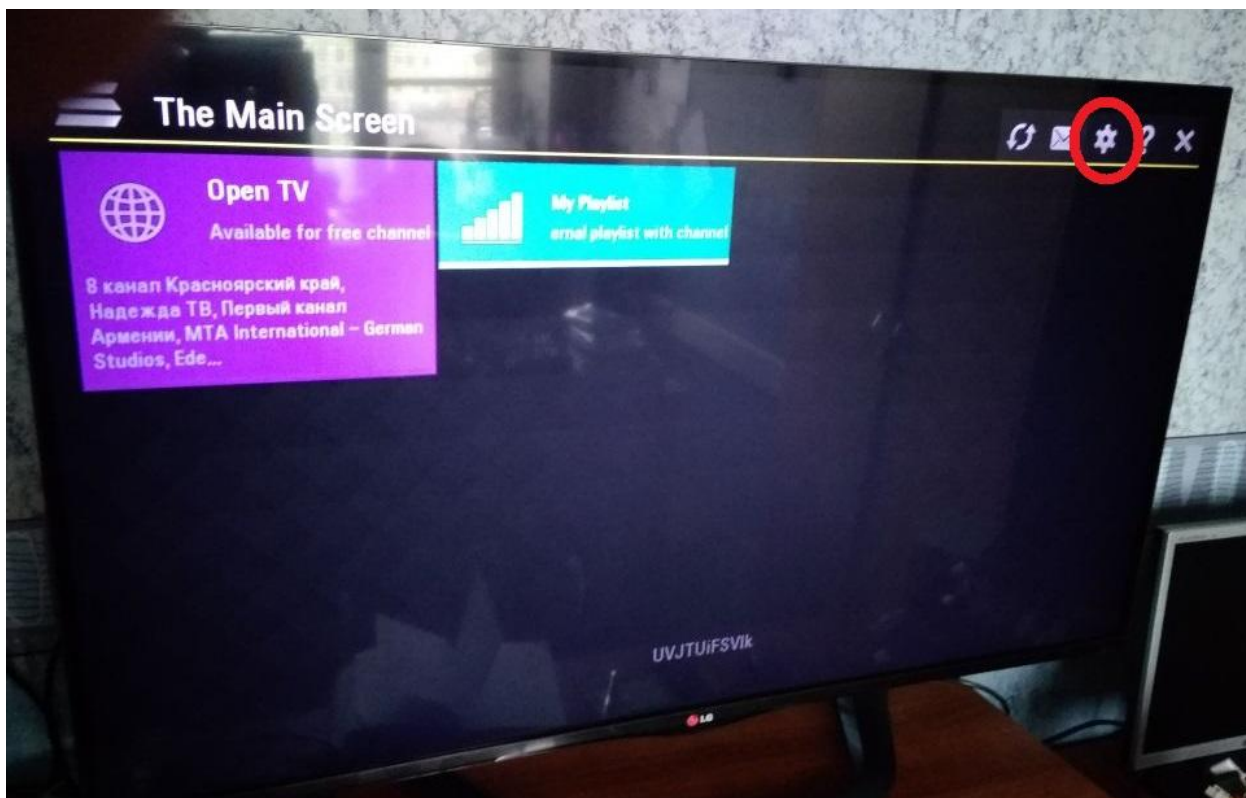 The Main Screen
?
Open TV
Available for free channel
8 канал Красноярский край,
Надежда ТВ, Первый канал
Армении, MTA International – German
Studios, Ede...
My Playlist
ernal playlist with channel
UVJTUiFSVlk
LG